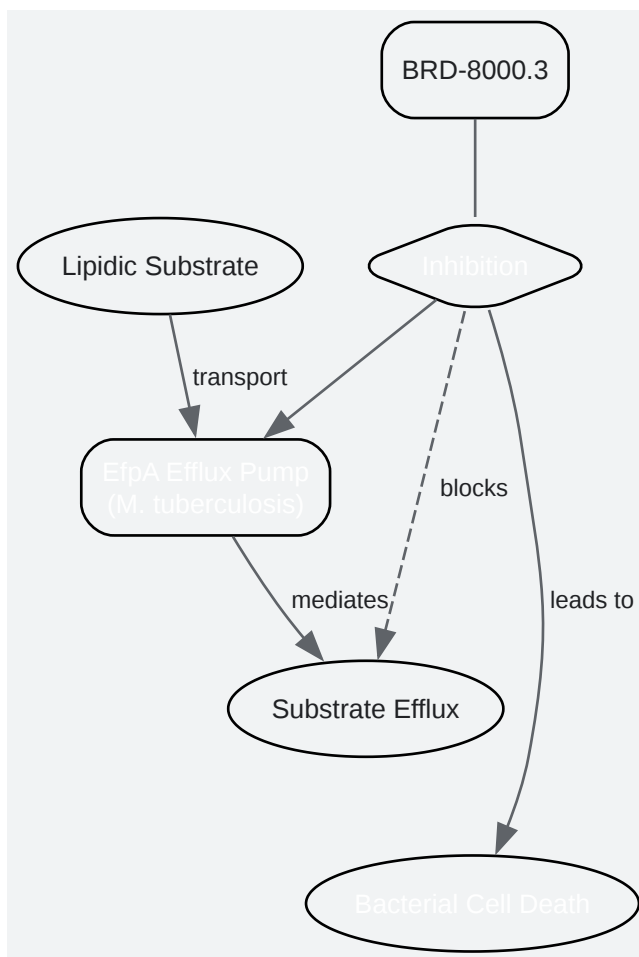 BRD-8000.3
Lipidic Substrate
Inhibition
transport
EfpA Efflux Pump
(M. tuberculosis)
blocks
mediates
leads to
Substrate Efflux
Bacterial Cell Death